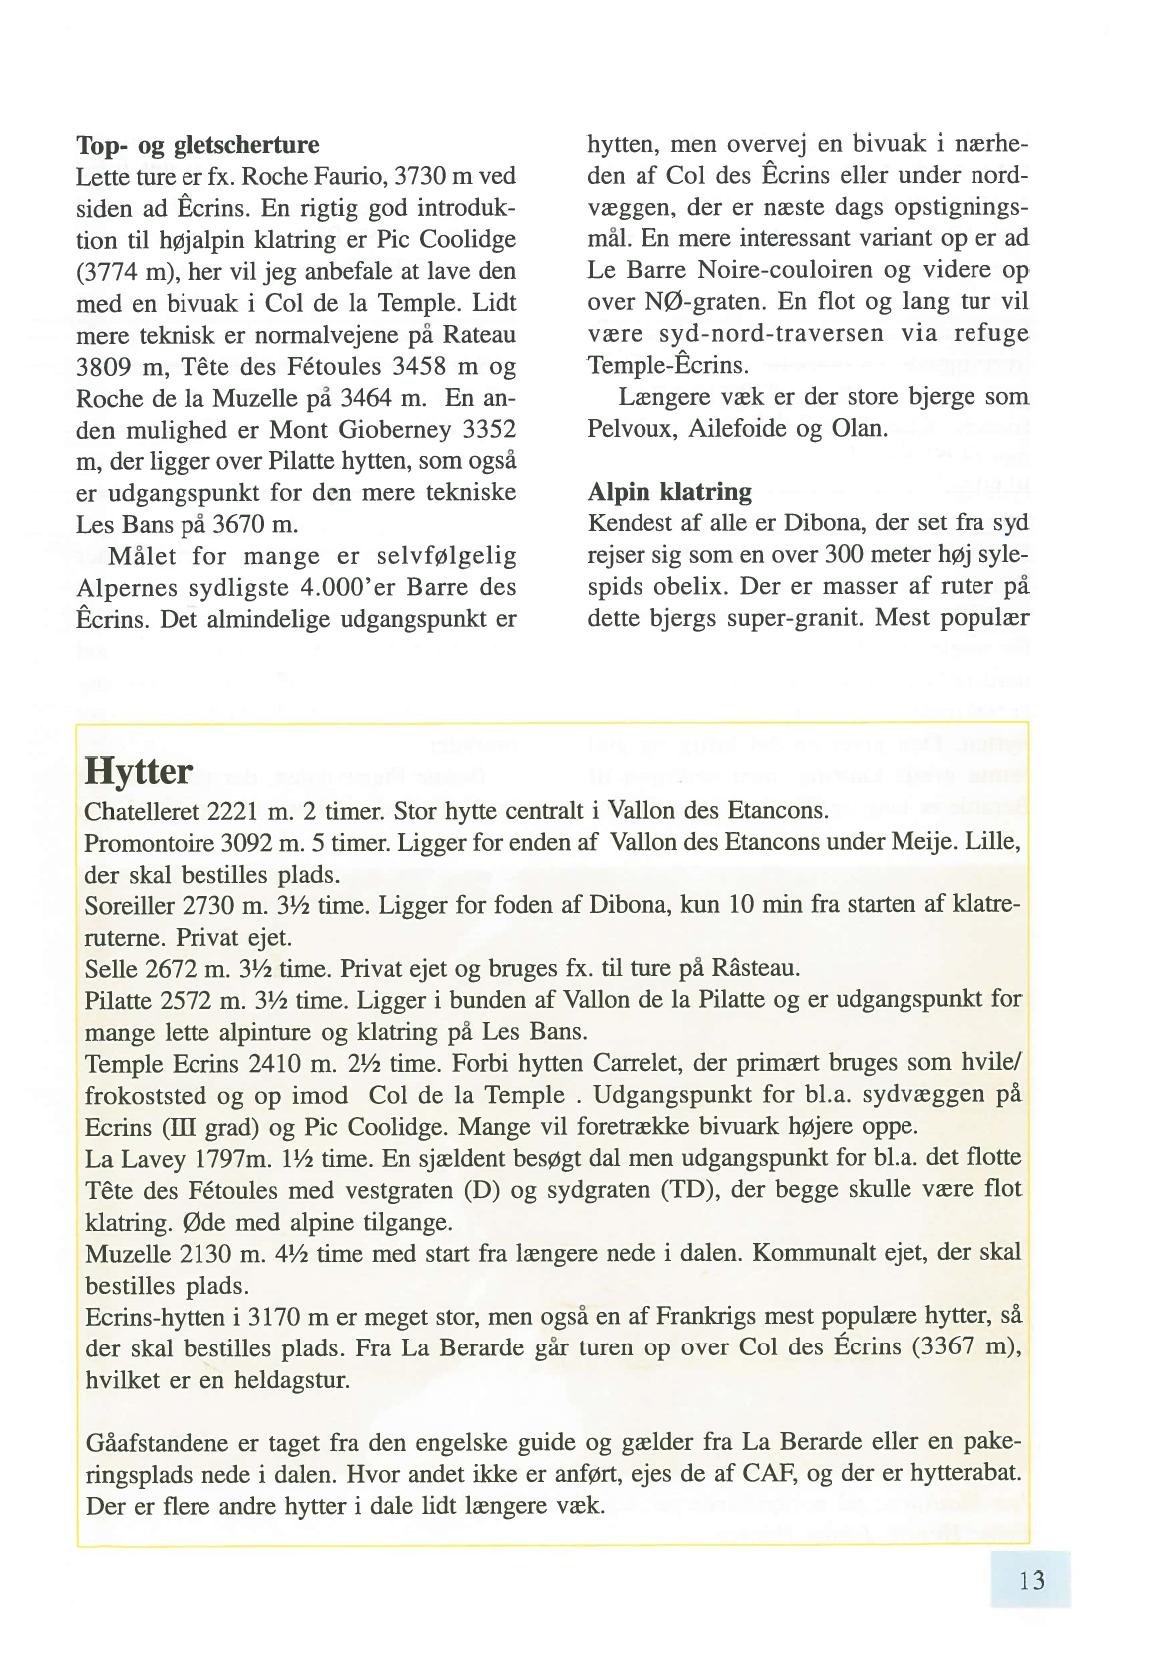 Top- og gletscherture
Lette ture er fx. Roche Faurio, 3730 m ved
siden ad Êcrins. En rigtig god introduk-
tion til højalpin klatring er Pic Coolidge
(3774 m), her vil jeg anbefale at lave den
med en bivuak i Col de la Temple. Lidt
mere teknisk er normalvejene på Rateau
3809 m, Tête des Fétoules 3458 m og
Roche de la Muzelle på 3464 m. En an-
den mulighed er Mont Gioberney 3352
m, der ligger over Pilatte hytten, som også
er udgangspunkt for den mere tekniske
Les Bans på 3670 m.
Målet for mange er selvfølgelig
Alpernes sydligste 4.000'er Barre des
Êcrins. Det almindelige udgangspunkt er
hytten, men overvej en bivuak i nærhe-
den af Col des Êcrins eller under nord-
væggen, der er næste dags opstignings-
mål. En mere interessant variant op er ad
Le Barre Noire-couloiren og videre op
over NØ-graten. En flot og lang tur vil
være syd-nord-traversen via refuge
Temple-Êcrins.
Længere væk er der store bjerge som
Pelvoux, Ailefoide og Olan.
Alpin klatring
Kendest af alle er Dibona, der set fra syd
rejser sig som en over 300 meter høj syle-
spids obelix. Der er masser af ruter på
dette bjergs super-granit. Mest populær
Hytter
Chatelleret 2221 m. 2 timer. Stor hytte centralt i Vallon des Etancons.
Promontoire 3092 m. 5 timer. Ligger for enden af Vallon des Etancons under Meije. Lille,
der skal bestilles plads.
Soreiller 2730 m. 3½ time. Ligger for foden af Dibona, kun 10 min fra starten af klatre-
ruterne. Privat ejet.
Selle 2672 m. 3½ time. Privat ejet og bruges fx. til ture på Râsteau.
Pilatte 2572 m. 3½ time. Ligger i bunden af Vallon de la Pilatte og er udgangspunkt for
mange lette alpinture og klatring på Les Bans.
Temple Ecrins 2410 m. 2½ time. Forbi hytten Carrelet, der primært bruges som hvile/
frokoststed og op imod Col de la Temple . Udgangspunkt for bl.a. sydvæggen på
Ecrins (III grad) og Pic Coolidge. Mange vil foretrække bivuark højere oppe.
La Lavey 1797m. 1½ time. En sjældent besøgt dal men udgangspunkt for bl.a. det flotte
Tête des Fétoules med vestgraten (D) og sydgraten (TD), der begge skulle være flot
klatring. Øde med alpine tilgange.
Muzelle 2130 m. 4½ time med start fra længere nede i dalen. Kommunalt ejet, der skal
bestilles plads.
Ecrins-hytten i 3170 m er meget stor, men også en af Frankrigs mest populære hytter, så
der skal bestilles plads. Fra La Berarde går turen op over Col des Écrins (3367 m),
hvilket er en heldagstur.
Gåafstandene er taget fra den engelske guide og gælder fra La Berarde eller en pake-
ringsplads nede i dalen. Hvor andet ikke er anført, ejes de af CAF, og der er hytterabat.
Der er flere andre hytter i dale lidt længere væk.
13